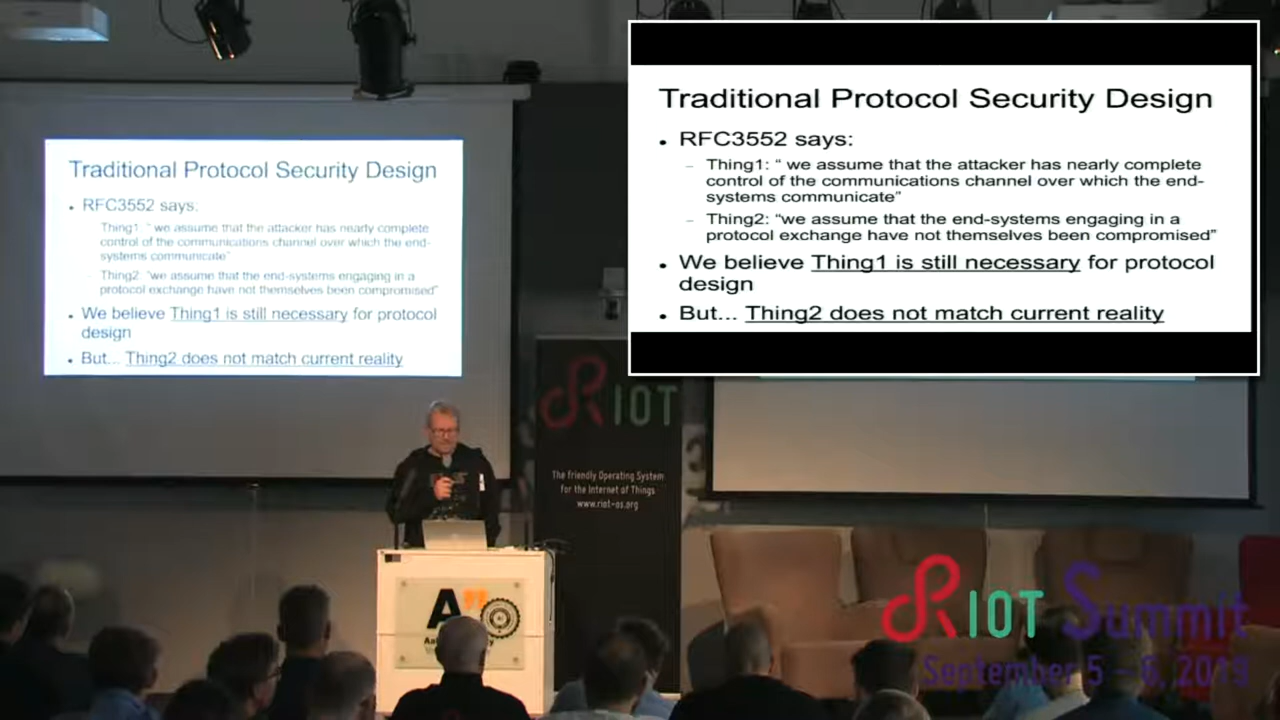 Traditional Protocol Security Design
• RFC3552 says:
– Thing1: “ we assume that the attacker has nearly complete
control of the communications channel over which the end-
systems communicate”
– Thing2: “we assume that the end-systems engaging in a
protocol exchange have not themselves been compromised”
• We believe Thing1 is still necessary for protocol
design
• But... Thing2 does not match current reality
Traditional Protocol Security Design
• RFC3552 says:
Thing1: “ we assume that the attacker has nearly complete
control of the communications channel over which the end-
systems communicate”
Thing2: “we assume that the end-systems engaging in a
protocol exchange have not themselves been compromised”
• We believe Thing1 is still necessary for protocol
design
• But... Thing2 does not match current reality
RIOT
The friendly Operating System
for the Internet of Things
www.riot-os.org
A”
RIOT Summit
September 5 – 6, 2019